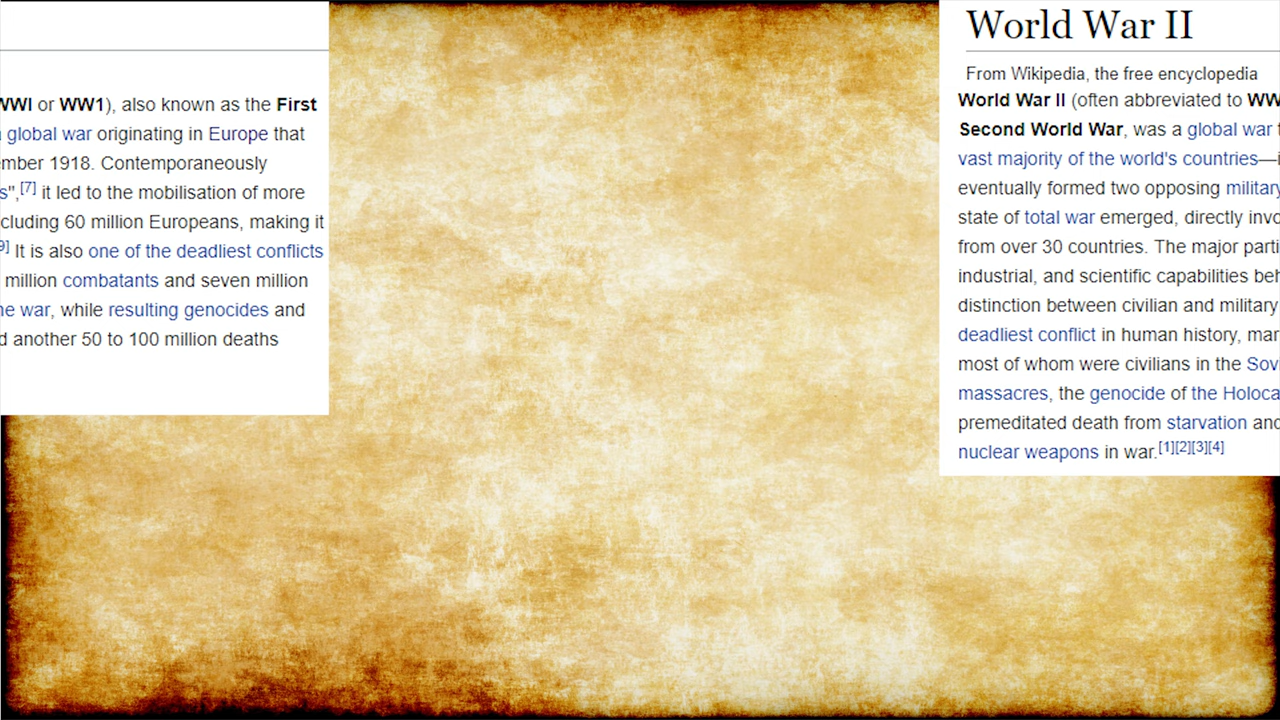 WWI or WW1), also known as the First
global war originating in Europe that
ember 1918. Contemporaneously
s",[7] it led to the mobilisation of more
cluding 60 million Europeans, making it
9] It is also one of the deadliest conflicts
million combatants and seven million
he war, while resulting genocides and
d another 50 to 100 million deaths
World War II
From Wikipedia, the free encyclopedia
World War II (often abbreviated to WW
Second World War, was a global war
vast majority of the world's countries—i
eventually formed two opposing military
state of total war emerged, directly invo
from over 30 countries. The major parti
industrial, and scientific capabilities beh
distinction between civilian and military
deadliest conflict in human history, mar
most of whom were civilians in the Sov
massacres, the genocide of the Holoca
premeditated death from starvation and
nuclear weapons in war.[1][2][3][4]